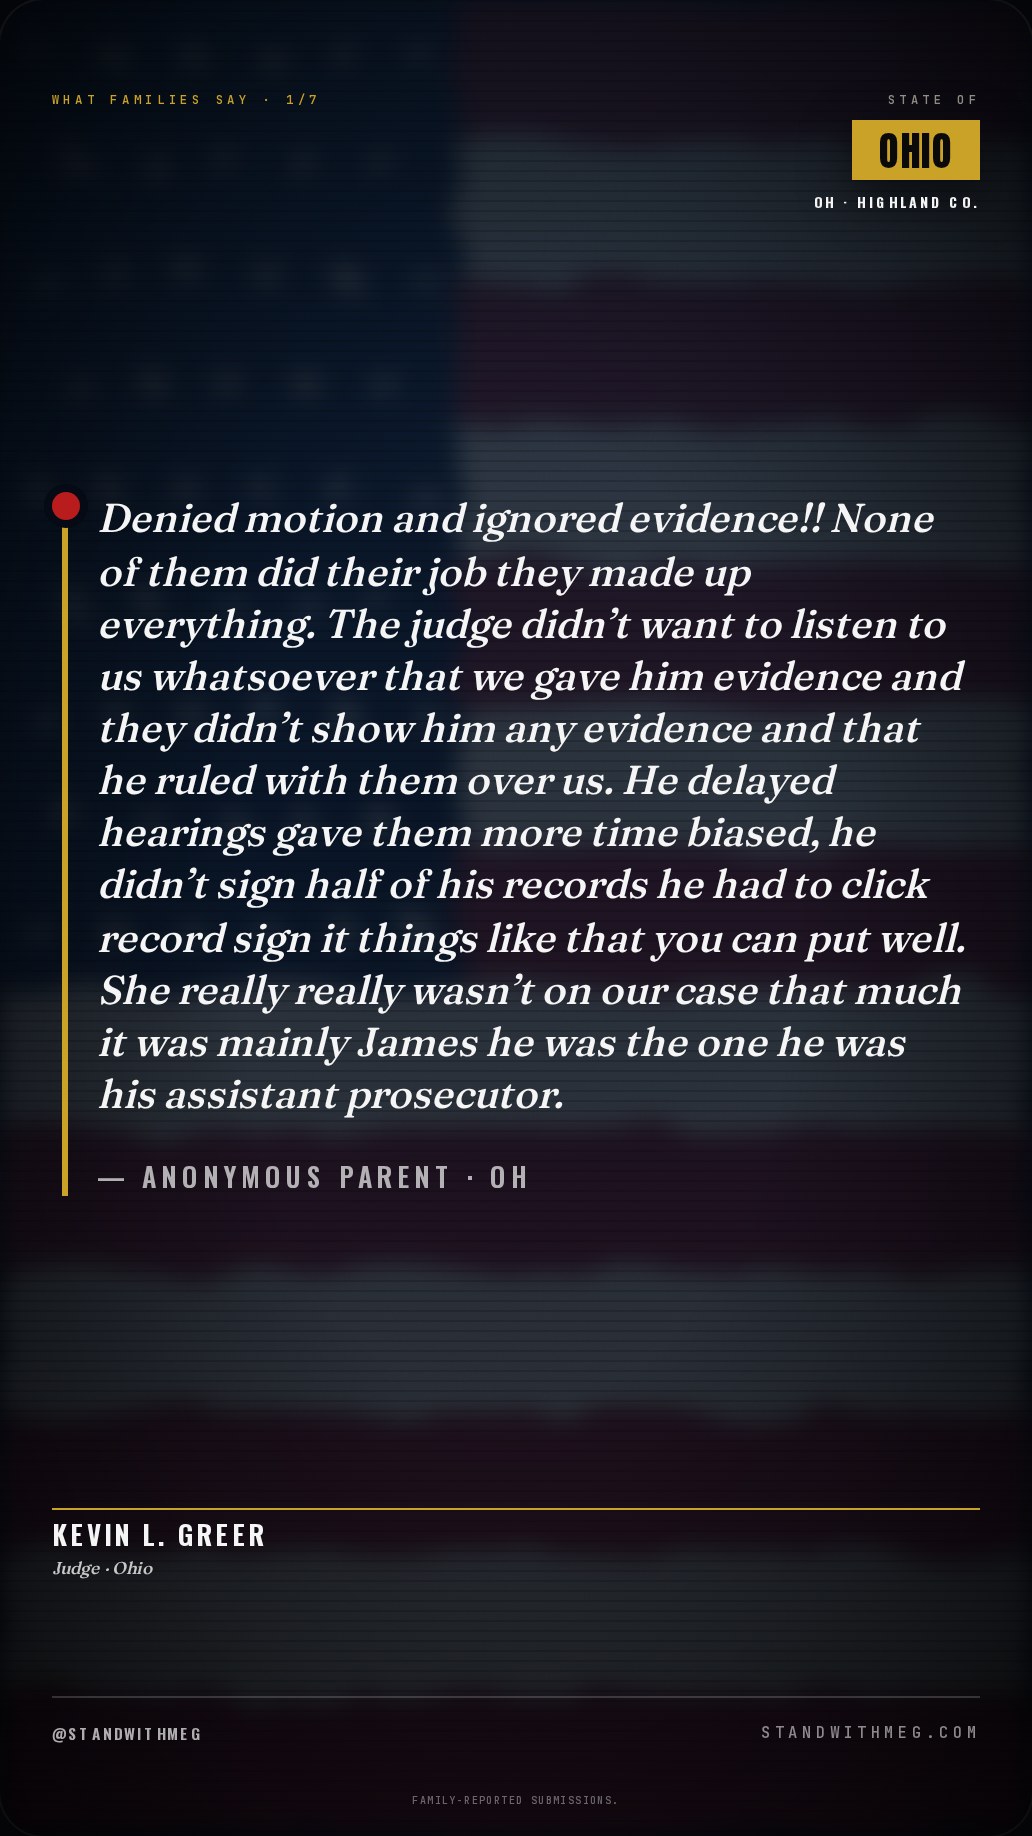 WHAT FAMILIES SAY · 1/7
STATE OF
OHIO
OH · HIGHLAND CO.
Denied motion and ignored evidence!! None
of them did their job they made up
everything. The judge didn’t want to listen to
us whatsoever that we gave him evidence and
they didn’t show him any evidence and that
he ruled with them over us. He delayed
hearings gave them more time biased, he
didn’t sign half of his records he had to click
record sign it things like that you can put well.
She really really wasn’t on our case that much
it was mainly James he was the one he was
his assistant prosecutor.
— ANONYMOUS PARENT · OH
KEVIN L. GREER
Judge · Ohio
@STANDWITHMEG
STANDWITHMEG.COM
FAMILY-REPORTED SUBMISSIONS.